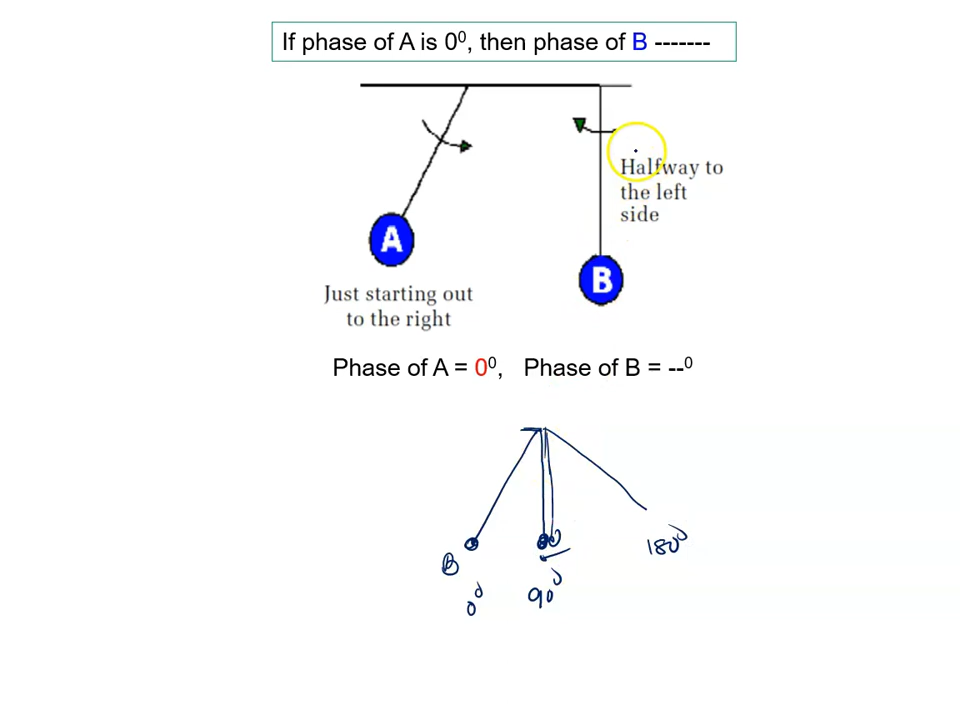 If phase of A is 0⁰, then phase of B -------
Halfway to
the left
side
A
B
Just starting out
to the right
Phase of A = 0⁰, Phase of B = --⁰
B
0⁰
90⁰
180⁰